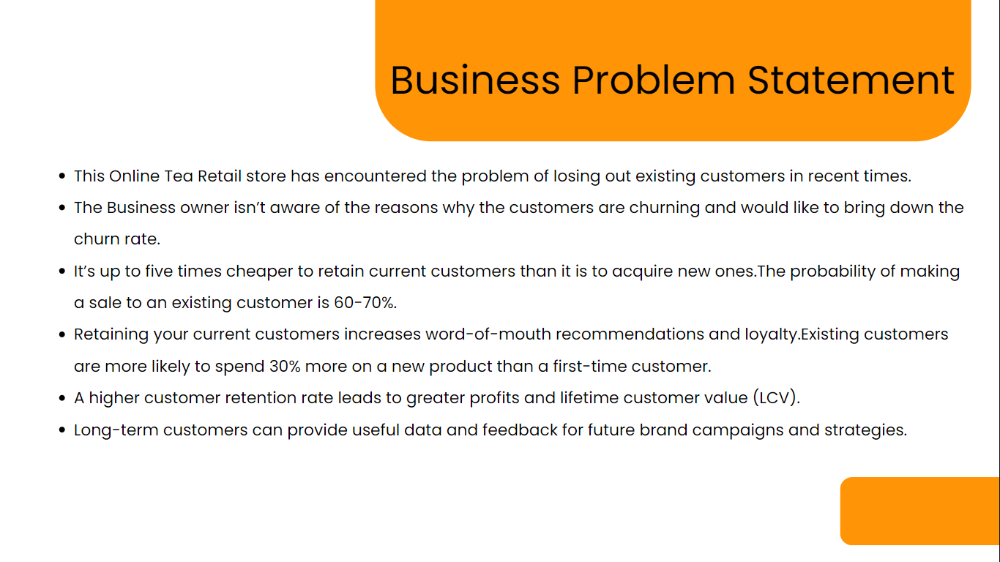 Business Problem Statement
• This Online Tea Retail store has encountered the problem of losing out existing customers in recent times.
• The Business owner isn’t aware of the reasons why the customers are churning and would like to bring down the
churn rate.
• It’s up to five times cheaper to retain current customers than it is to acquire new ones.The probability of making
a sale to an existing customer is 60-70%.
• Retaining your current customers increases word-of-mouth recommendations and loyalty.Existing customers
are more likely to spend 30% more on a new product than a first-time customer.
• A higher customer retention rate leads to greater profits and lifetime customer value (LCV).
• Long-term customers can provide useful data and feedback for future brand campaigns and strategies.